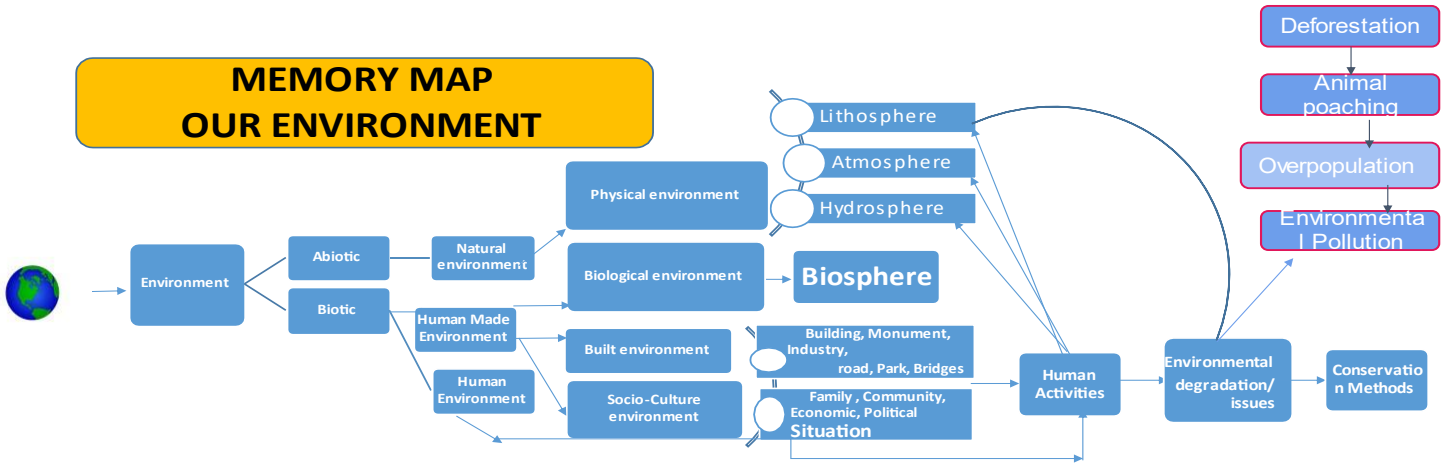 MEMORY MAP
OUR ENVIRONMENT
Deforestation
Animal
poaching
Overpopulation
Environmenta
l Pollution
Lithosphere
Atmosphere
Hydrosphere
Physical environment
Environment
Abiotic
Natural
environment
Biological environment
Biosphere
Biotic
Human Made
Environment
Built environment
Building, Monument,
Industry,
road, Park, Bridges
Human
Environment
Socio-Culture
environment
Family , Community,
Economic, Political
Situation
Human
Activities
Environmental
degradation/
issues
Conservatio
n Methods